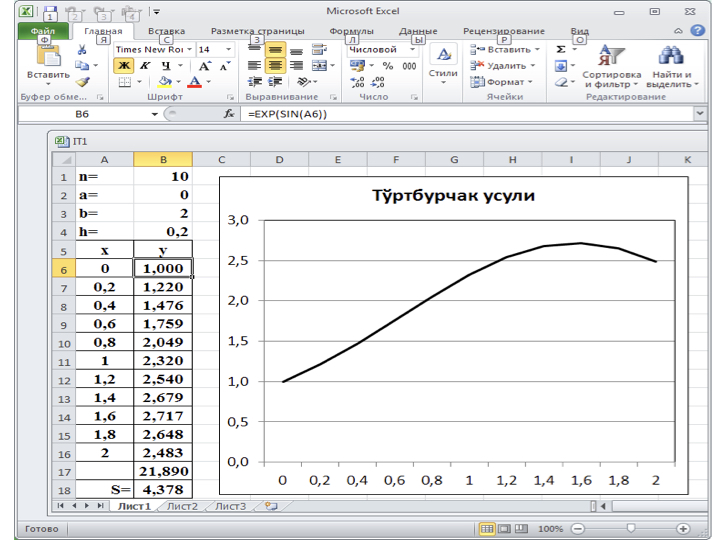 Microsoft Excel
1 2 3 4
Файл Главная Вставка Разметка страницы Формулы Данные Рецензирование Вид
Ф Я С З Л Ы Р О
Times New Roı 14 Числовой Вставить Σ
Вставить Ж К Ч A A % 000 Стили Удалить Сортировка и фильтр Найти и выделить
,00 ,00 Формат
Буфер обме... Шрифт Выравнивание Число Ячейки Редактирование
B6 fx =EXP(SIN(A6))
IT1
A B C D E F G H I J K
1 n= 10
2 a= 0
3 b= 2
4 h= 0,2
5 x y
6 0 1,000
7 0,2 1,220
8 0,4 1,476
9 0,6 1,759
10 0,8 2,049
11 1 2,320
12 1,2 2,540
13 1,4 2,679
14 1,6 2,717
15 1,8 2,648
16 2 2,483
17 21,890
18 S= 4,378
Тўртбурчак усули
3,0
2,5
2,0
1,5
1,0
0,5
0,0
0 0,2 0,4 0,6 0,8 1 1,2 1,4 1,6 1,8 2
Лист1 Лист2 Лист3
Готово 100%